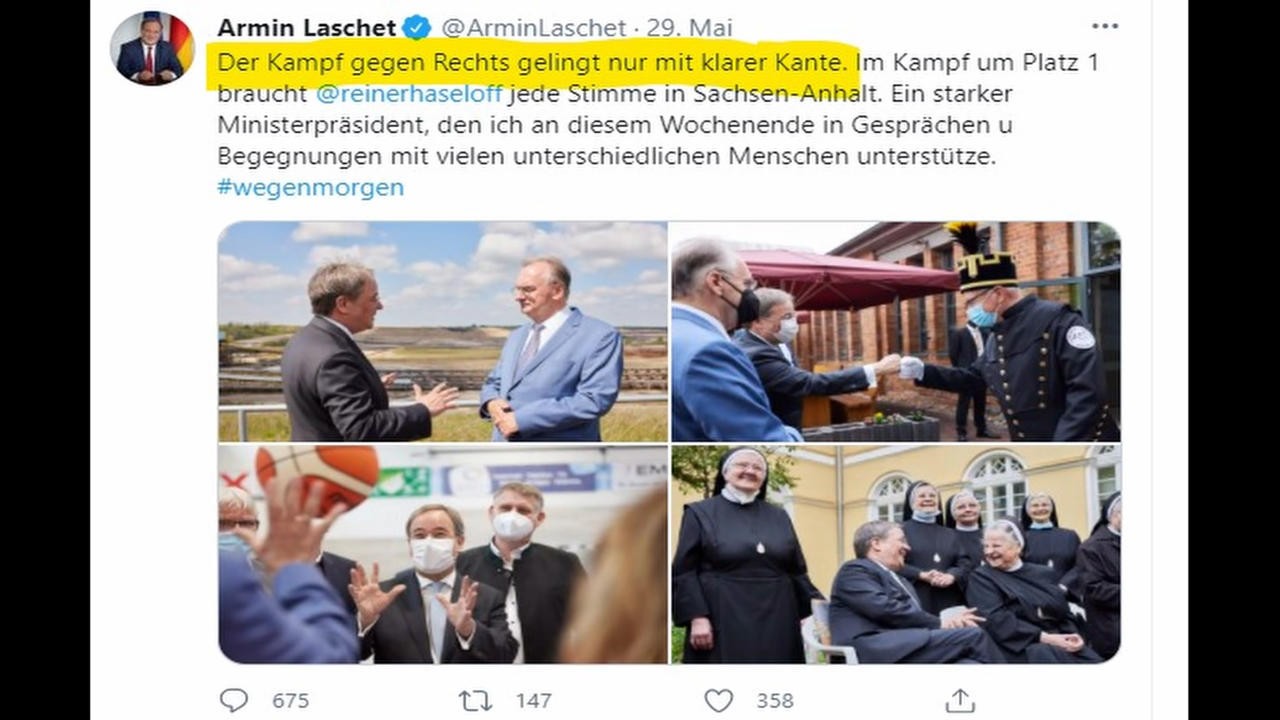 Armin Laschet @ArminLaschet · 29. Mai
Der Kampf gegen Rechts gelingt nur mit klarer Kante. Im Kampf um Platz 1
braucht @reinerhaseloff jede Stimme in Sachsen-Anhalt. Ein starker
Ministerpräsident, den ich an diesem Wochenende in Gesprächen u
Begegnungen mit vielen unterschiedlichen Menschen unterstütze.
#wegenmorgen
675 147 358